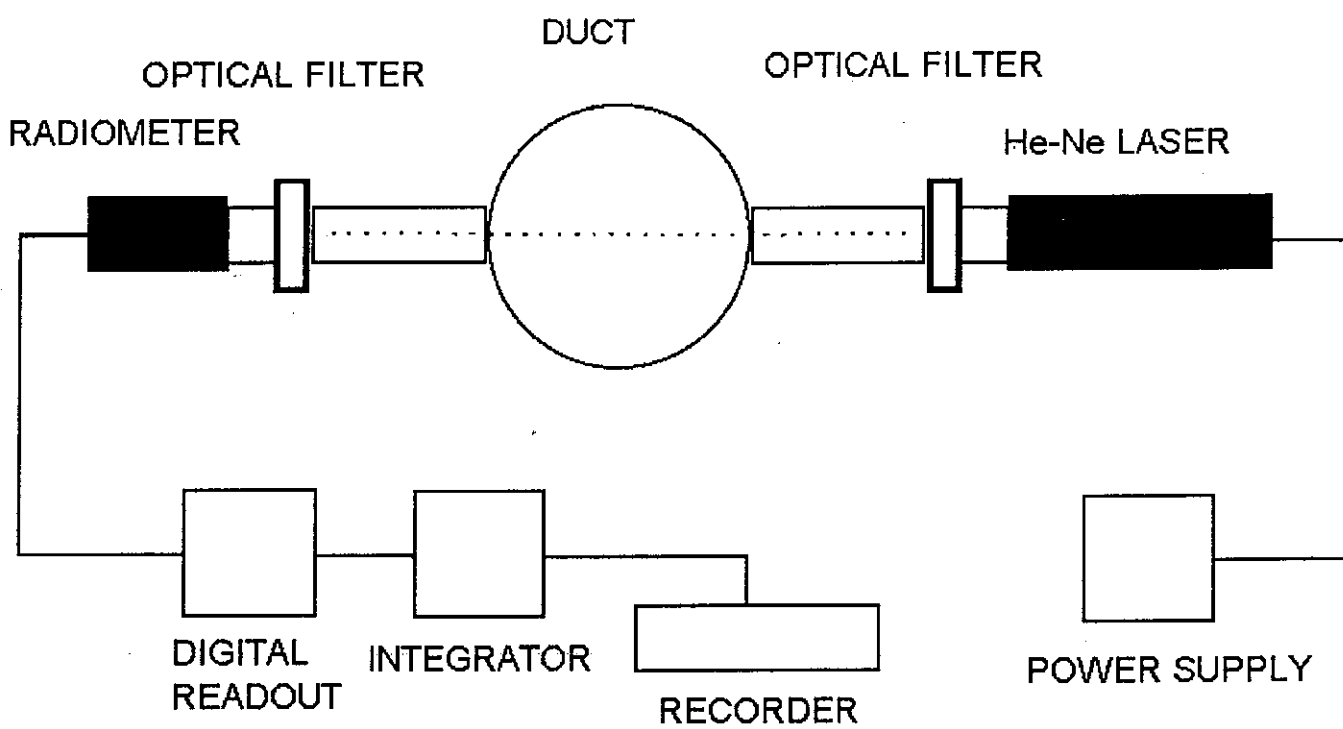 DUCT
OPTICAL FILTER
OPTICAL FILTER
RADIOMETER
He-Ne LASER
DIGITAL
READOUT
INTEGRATOR
RECORDER
POWER SUPPLY